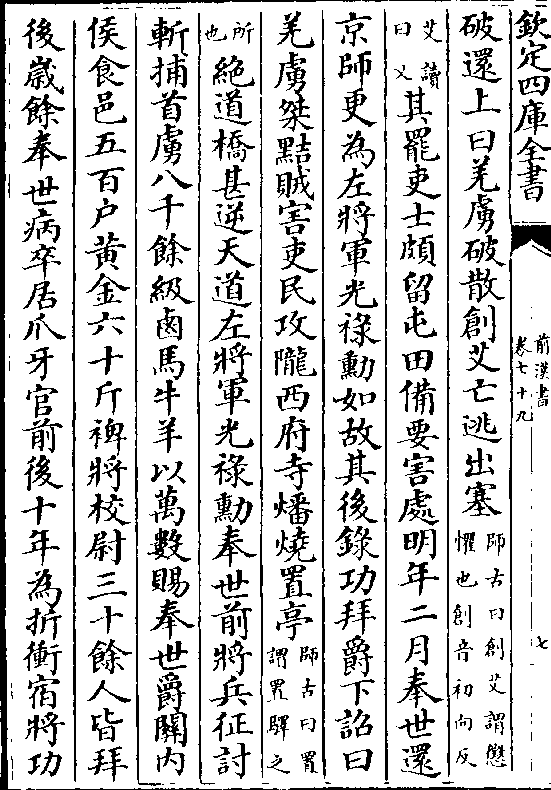 欽定四庫全書
前漢書
卷七十九
七
破還上曰羌虜破散創艾亡逃出塞師古曰創艾謂懲懼也創音初向反
艾讀曰乂其罷吏士頗留屯田備要害處明年二月奉世還
京師更為左將軍光祿勳如故其後錄功拜爵下詔曰
羌虜桀黠賊害吏民攻隴西府寺燔燒置亭師古曰置謂置驛之
所也絶道橋甚逆天道左將軍光祿勳奉世前將兵征討
斬捕首虜八千餘級鹵馬牛羊以萬數賜奉世爵關内
侯食邑五百户黄金六十斤裨將校尉三十餘人皆拜
後歲餘奉世病卒居爪牙官前後十年為折衝宿將功